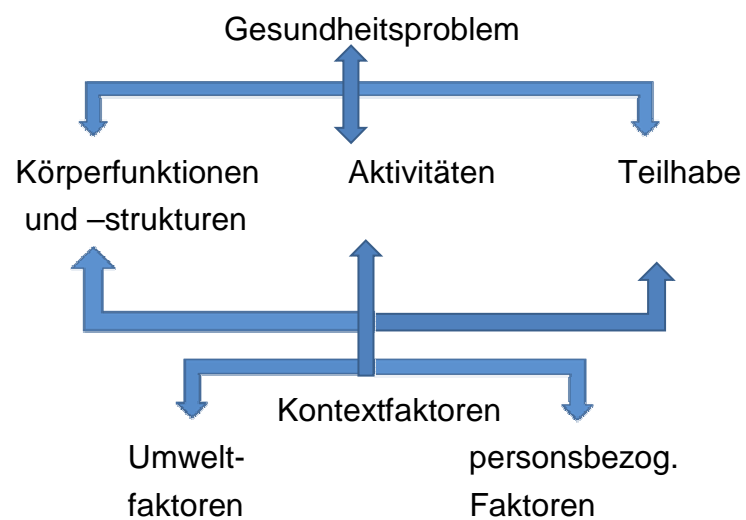 Gesundheitsproblem
Körperfunktionen
und –strukturen
Aktivitäten
Teilhabe
Kontextfaktoren
Umwelt-
faktoren
personsbezog.
Faktoren